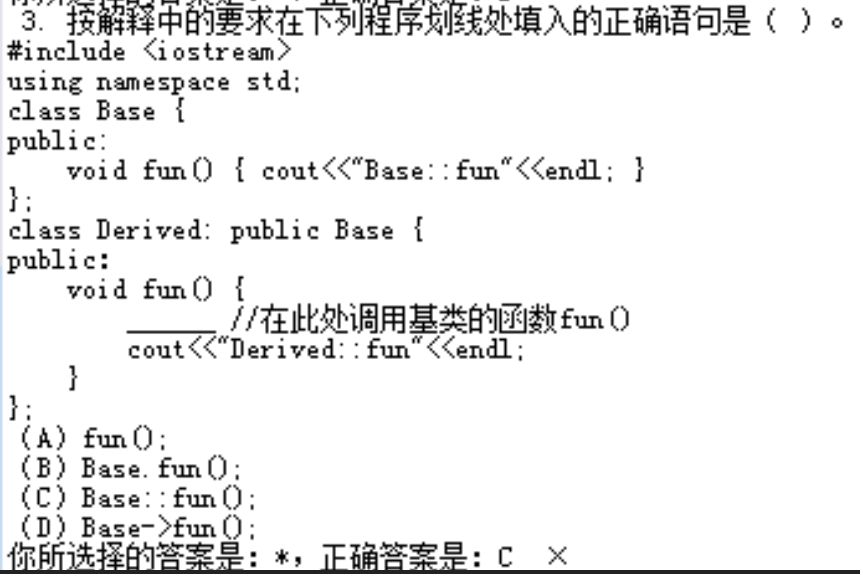 3. 按解释中的要求在下列程序划线处填入的正确语句是（ ）。
#include <iostream>
using namespace std;
class Base {
public:
    void fun() { cout<<"Base::fun"<<endl; }
};
class Derived: public Base {
public:
    void fun() {
        ______ //在此处调用基类的函数fun()
        cout<<"Derived::fun"<<endl;
    }
};
(A) fun();
(B) Base.fun();
(C) Base::fun();
(D) Base->fun();
你所选择的答案是：*，正确答案是：C ×